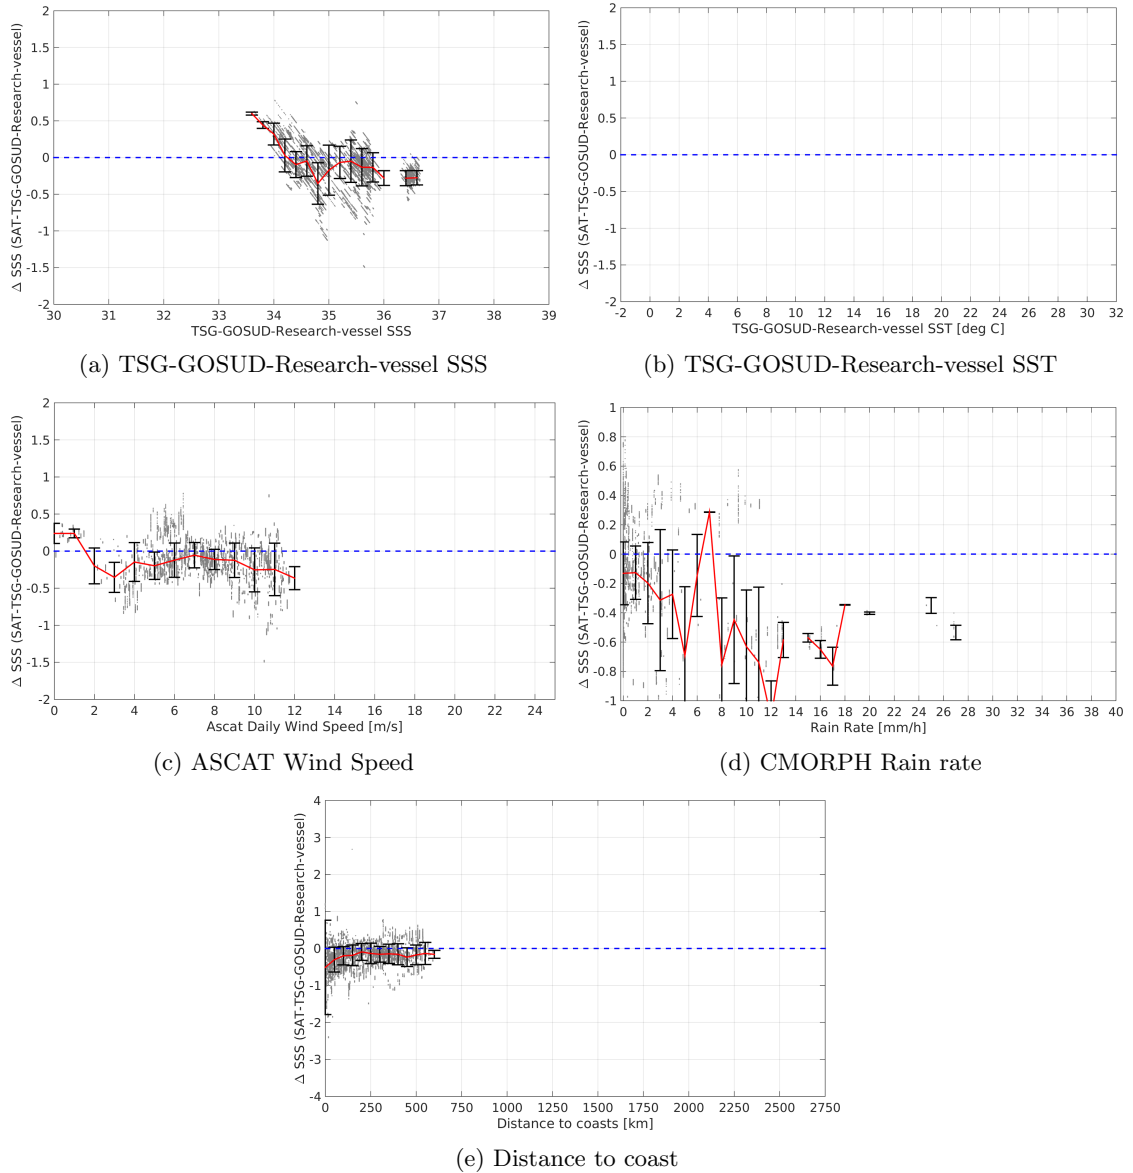 2
1.5
1
0.5
0
-0.5
-1
-1.5
-2
Δ SSS (SAT-TSG-GOSUD-Research-vessel)
30 31 32 33 34 35 36 37 38 39
TSG-GOSUD-Research-vessel SSS
(a) TSG-GOSUD-Research-vessel SSS
2
1.5
1
0.5
0
-0.5
-1
-1.5
-2
Δ SSS (SAT-TSG-GOSUD-Research-vessel)
-2 0 2 4 6 8 10 12 14 16 18 20 22 24 26 28 30 32
TSG-GOSUD-Research-vessel SST [deg C]
(b) TSG-GOSUD-Research-vessel SST
2
1.5
1
0.5
0
-0.5
-1
-1.5
-2
Δ SSS (SAT-TSG-GOSUD-Research-vessel)
0 2 4 6 8 10 12 14 16 18 20 22 24
Ascat Daily Wind Speed [m/s]
(c) ASCAT Wind Speed
1
0.8
0.6
0.4
0.2
0
-0.2
-0.4
-0.6
-0.8
-1
Δ SSS (SAT-TSG-GOSUD-Research-vessel)
0 2 4 6 8 10 12 14 16 18 20 22 24 26 28 30 32 34 36 38 40
Rain Rate [mm/h]
(d) CMORPH Rain rate
4
3
2
1
0
-1
-2
-3
-4
Δ SSS (SAT-TSG-GOSUD-Research-vessel)
0 250 500 750 1000 1250 1500 1750 2000 2250 2500 2750
Distance to coasts [km]
(e) Distance to coast